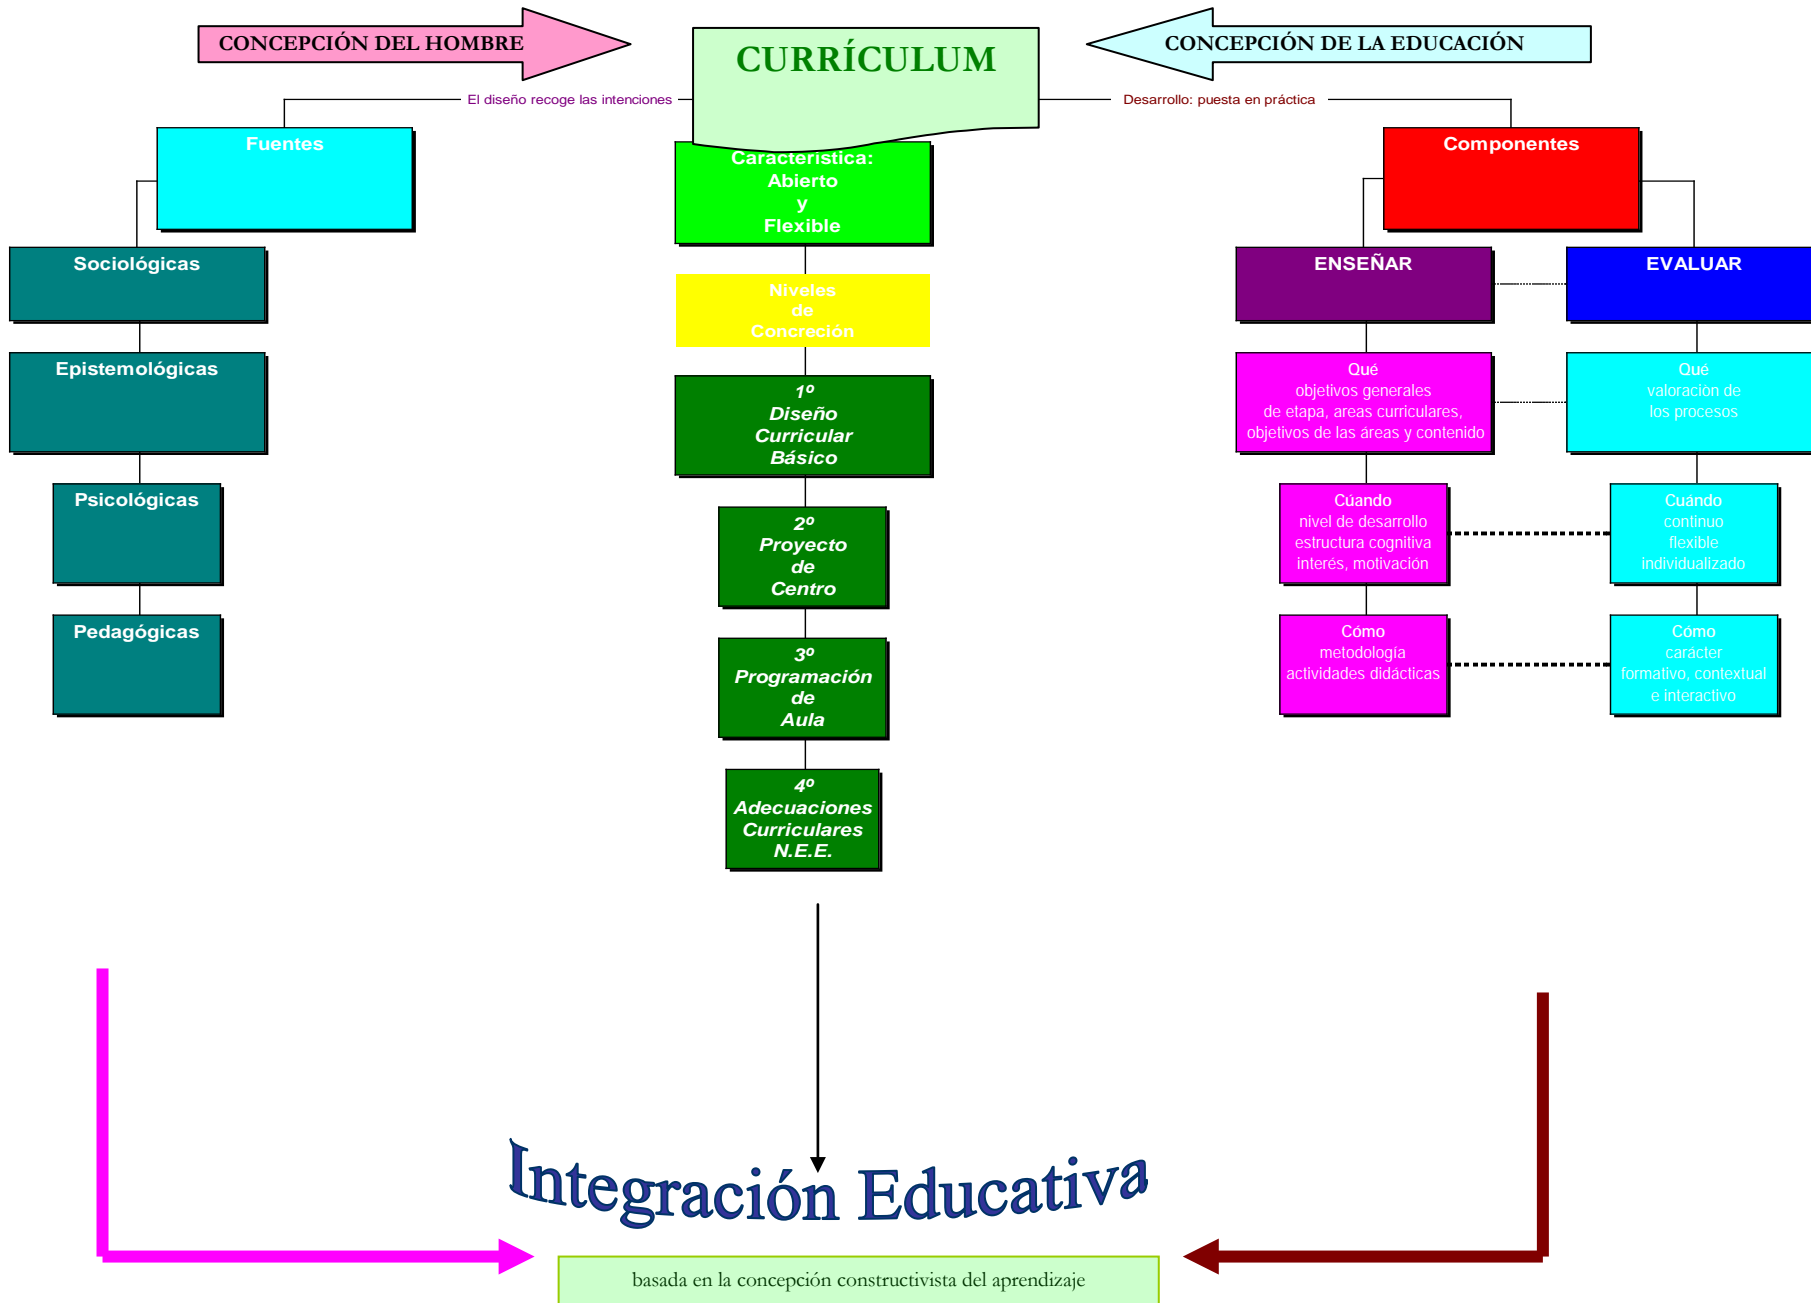 CONCEPCIÓN DEL HOMBRE
CURRÍCULUM
CONCEPCIÓN DE LA EDUCACIÓN
El diseño recoge las intenciones
Desarrollo: puesta en práctica
Fuentes
Sociológicas
Epistemológicas
Psicológicas
Pedagógicas
Característica:
Abierto
y
Flexible
Niveles
de
Concreción
1º
Diseño
Curricular
Básico
2º
Proyecto
de
Centro
3º
Programación
de
Aula
4º
Adecuaciones
Curriculares
N.E.E.
Componentes
ENSEÑAR
Qué
objetivos generales
de etapa, areas curriculares,
objetivos de las áreas y contenido
Cúando
nivel de desarrollo
estructura cognitiva
interés, motivación
Cómo
metodología
actividades didácticas
EVALUAR
Qué
valoraciòn de
los procesos
Cuándo
continuo
flexible
individualizado
Cómo
carácter
formativo, contextual
e interactivo
Integración Educativa
basada en la concepción constructivista del aprendizaje